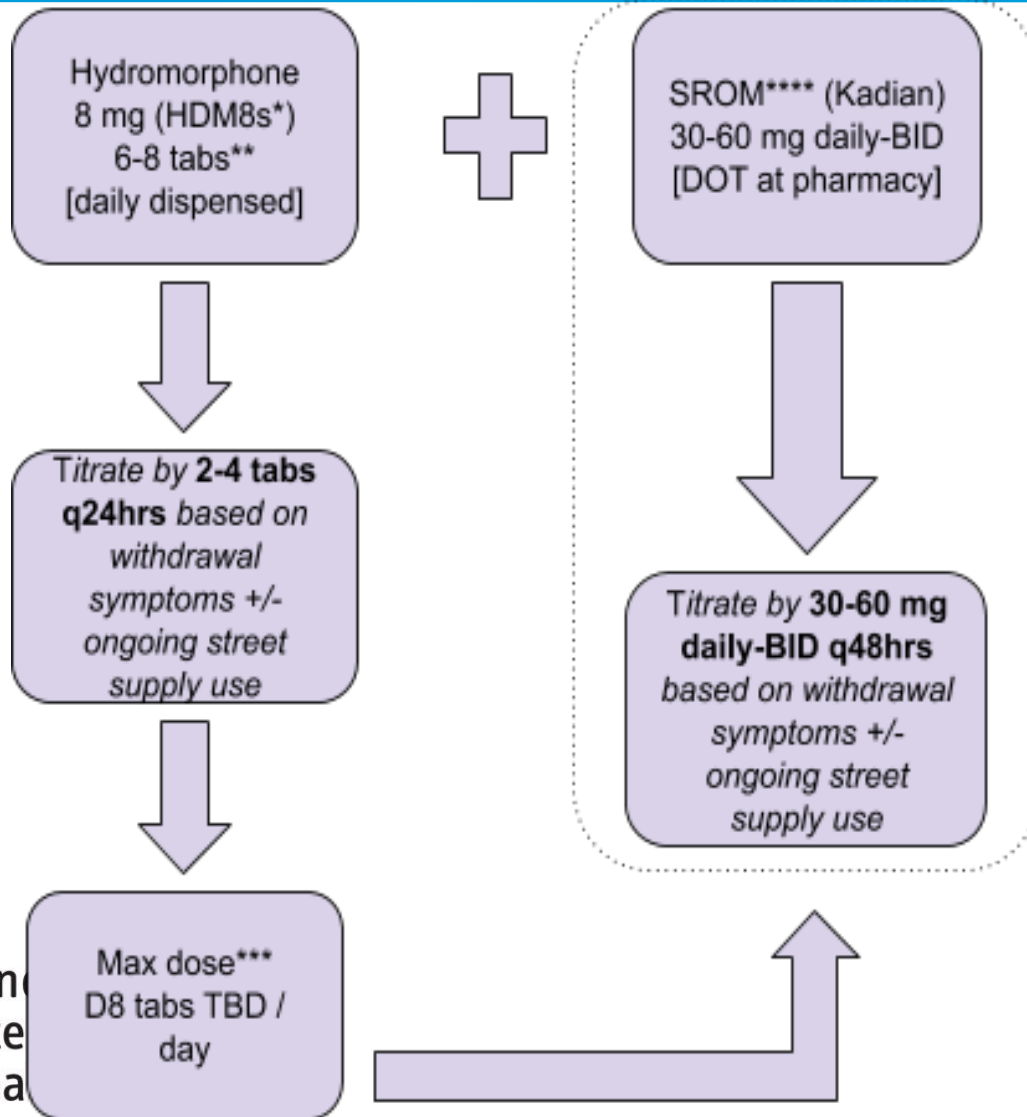 Hydromorphone
8 mg (HDM8s*)
6-8 tabs**
[daily dispensed]
SROM**** (Kadian)
30-60 mg daily-BID
[DOT at pharmacy]
Titrate by 2-4 tabs
q24hrs based on
withdrawal
symptoms +/-
ongoing street
supply use
Titrate by 30-60 mg
daily-BID q48hrs
based on withdrawal
symptoms +/-
ongoing street
supply use
Max dose***
D8 tabs TBD /
day